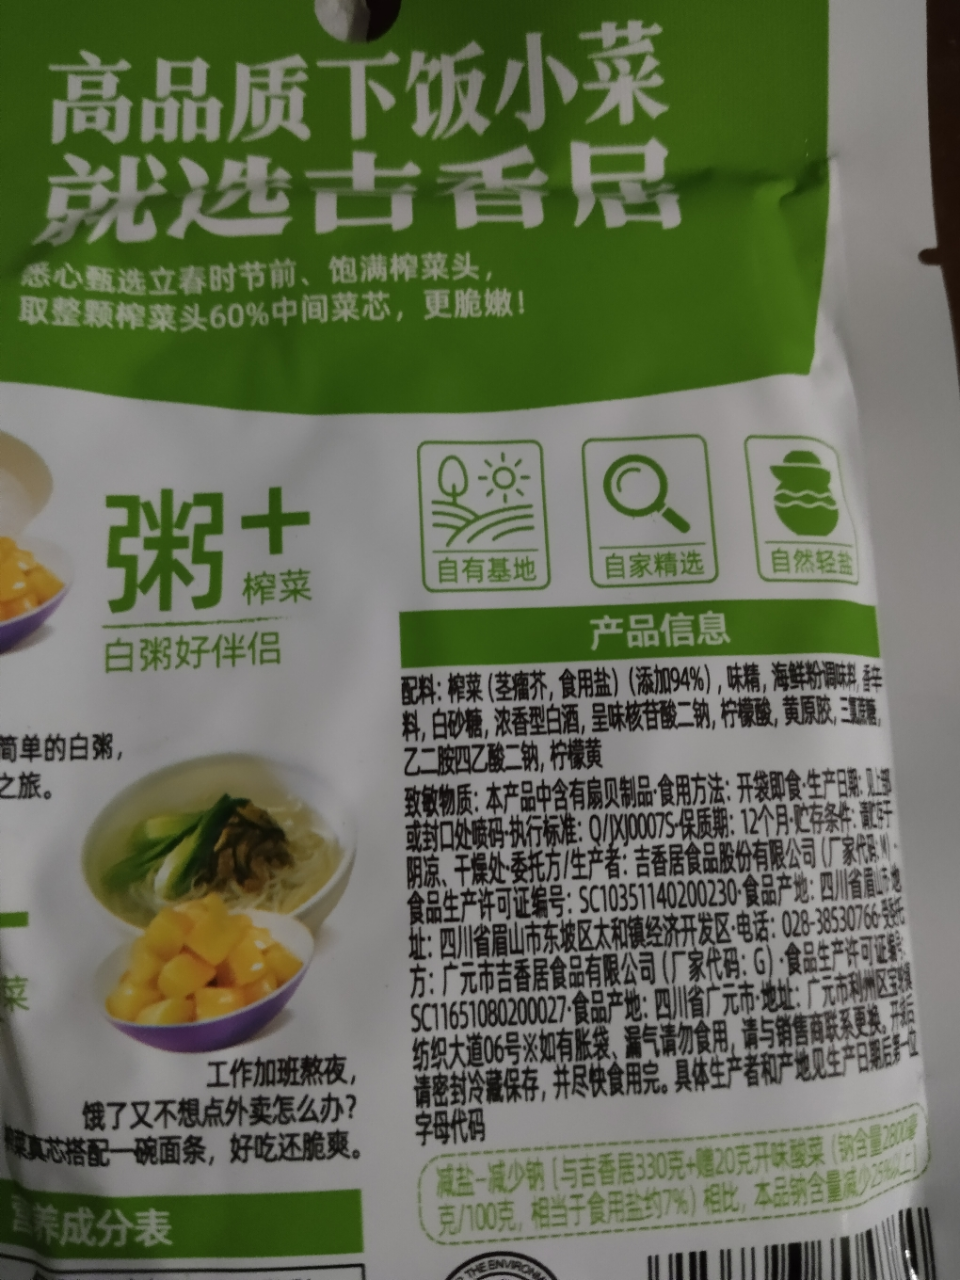 高品质下饭小菜
就选吉香居
悉心甄选立春时节前、饱满榨菜头，
取整颗榨菜头60%中间菜芯，更脆嫩！
粥+
榨菜
白粥好伴侣
自有基地
自家精选
自然轻盐
简单的白粥，
之旅。
菜
工作加班熬夜，
饿了又不想点外卖怎么办？
菜真芯搭配一碗面条，好吃还脆爽。
营养成分表
产品信息
配料：榨菜（茎瘤芥，食用盐）（添加94%），味精，海鲜粉调味料，香辛
料，白砂糖，浓香型白酒，呈味核苷酸二钠，柠檬酸，黄原胶，三氯蔗糖，
乙二胺四乙酸二钠，柠檬黄
致敏物质：本产品中含有扇贝制品·食用方法：开袋即食·生产日期：见上部
或封口处喷码·执行标准：Q/JXJ0007S·保质期：12个月·贮存条件：请贮存于
阴凉、干燥处·委托方/生产者：吉香居食品股份有限公司（厂家代码：M）·
食品生产许可证编号：SC10351140200230·食品产地：四川省眉山市·地
址：四川省眉山市东坡区太和镇经济开发区·电话：028-38530766·受委托
方：广元市吉香居食品有限公司（厂家代码：G）·食品生产许可证编号：
SC11651080200027·食品产地：四川省广元市·地址：广元市利州区宝轮镇
纺织大道06号※如有胀袋、漏气请勿食用，请与销售商联系更换。开袋后
请密封冷藏保存，并尽快食用完。具体生产者和产地见生产日期后第一位
字母代码
减盐-减少钠［与吉香居330克+赠20克开味酸菜（钠含量2800毫
克/100克，相当于食用盐约7%）相比，本品钠含量减少25%以上］
THE ENVIRONM